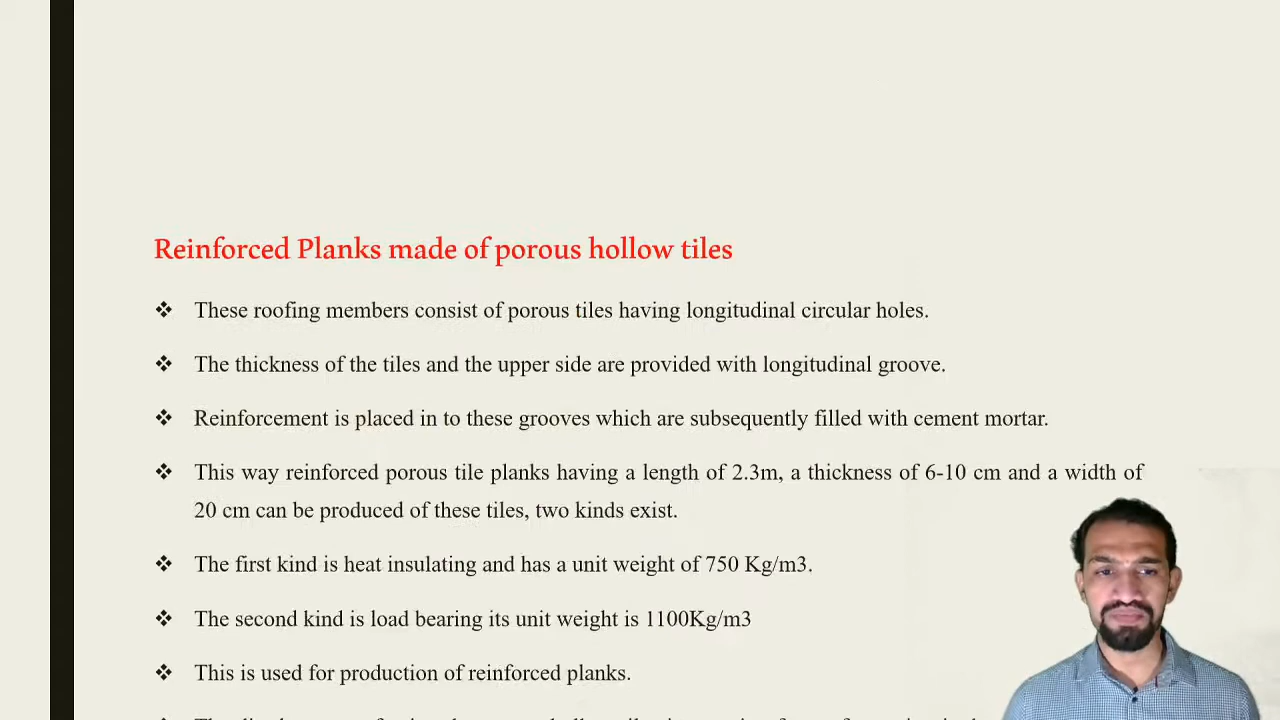 Reinforced Planks made of porous hollow tiles
❖ These roofing members consist of porous tiles having longitudinal circular holes.
❖ The thickness of the tiles and the upper side are provided with longitudinal groove.
❖ Reinforcement is placed in to these grooves which are subsequently filled with cement mortar.
❖ This way reinforced porous tile planks having a length of 2.3m, a thickness of 6-10 cm and a width of
20 cm can be produced of these tiles, two kinds exist.
❖ The first kind is heat insulating and has a unit weight of 750 Kg/m3.
❖ The second kind is load bearing its unit weight is 1100Kg/m3
❖ This is used for production of reinforced planks.